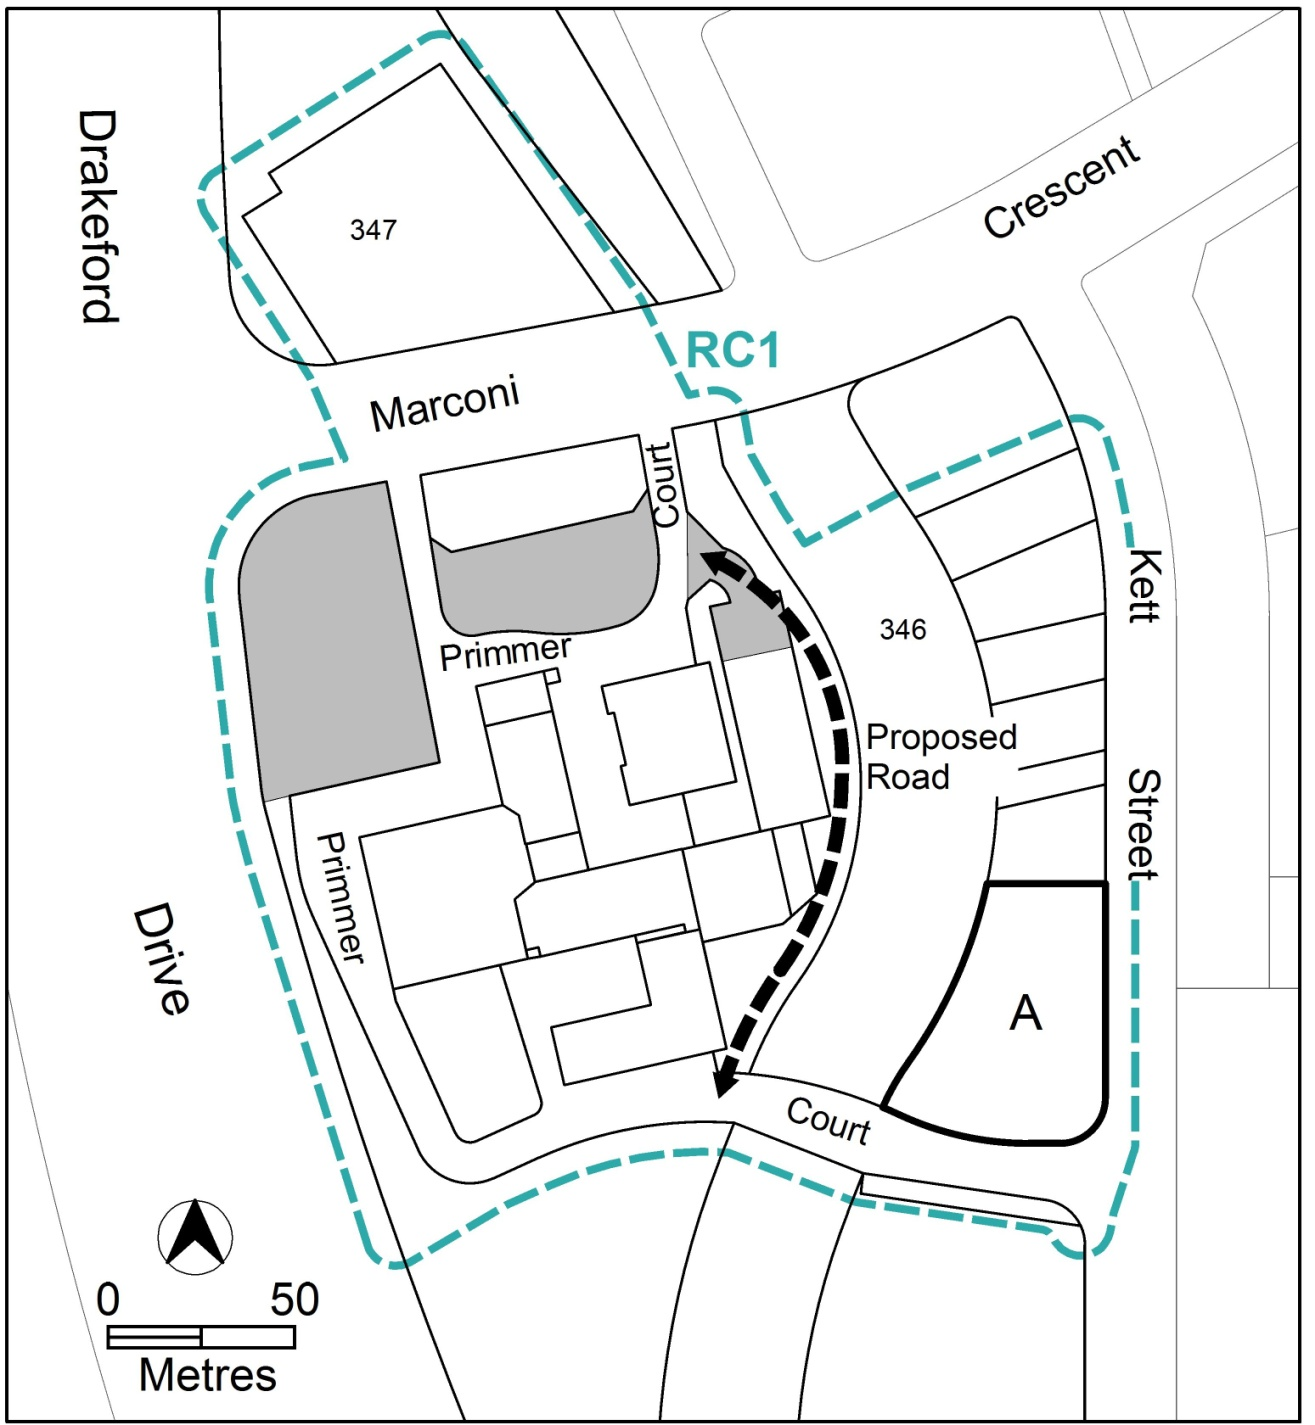 Drakeford
347
Crescent
RC1
Marconi
Court
Kett
346
Primmer
Proposed
Road
Street
Primmer
Drive
A
Court
0 50
Metres